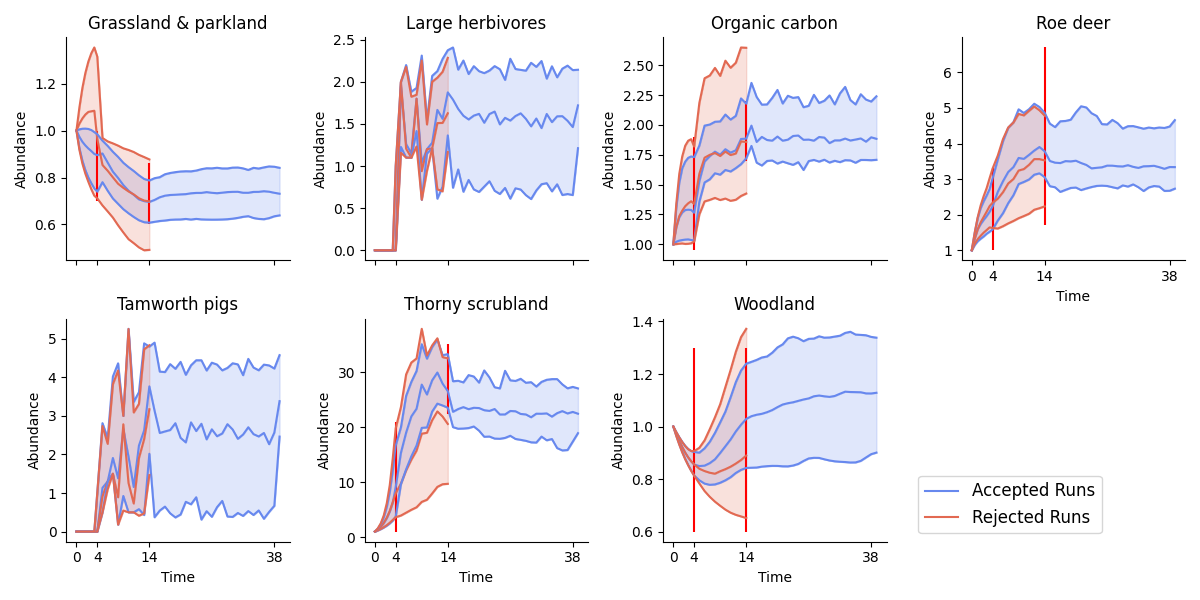 Grassland & parkland
Large herbivores
Organic carbon
Roe deer
Abundance
1.2
1.0
0.8
0.6
Abundance
2.5
2.0
1.5
1.0
0.5
0.0
Abundance
2.50
2.25
2.00
1.75
1.50
1.25
1.00
Abundance
6
5
4
3
2
1
0 4 14 38
Time
Tamworth pigs
Thorny scrubland
Woodland
Abundance
5
4
3
2
1
0
0 4 14 38
Time
Abundance
30
20
10
0
0 4 14 38
Time
Abundance
1.4
1.2
1.0
0.8
0.6
0 4 14 38
Time
Accepted Runs
Rejected Runs